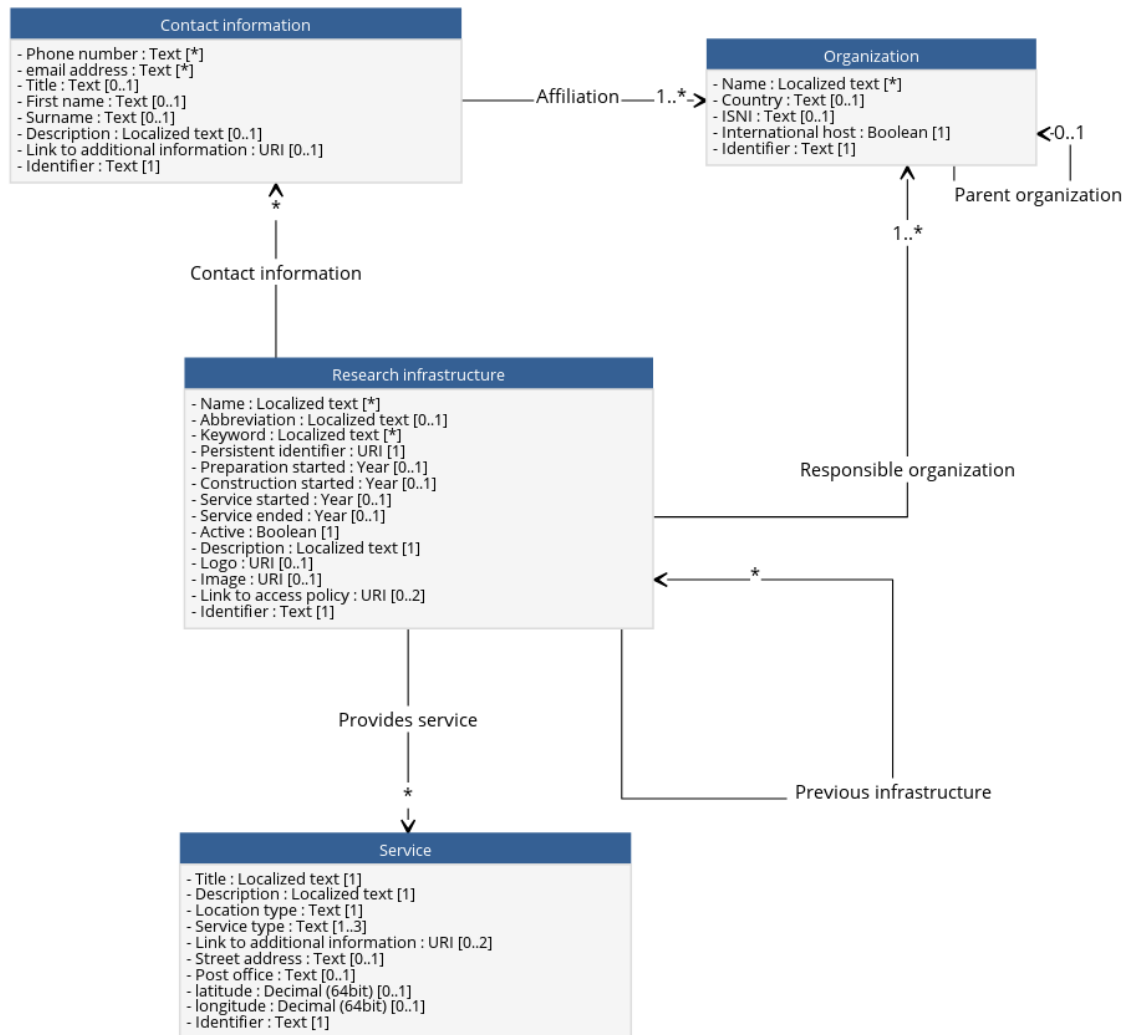 Contact information
- Phone number : Text [*]
- email address : Text [*]
- Title : Text [0..1]
- First name : Text [0..1]
- Surname : Text [0..1]
- Description : Localized text [0..1]
- Link to additional information : URI [0..1]
- Identifier : Text [1]
Affiliation
1..*
Organization
- Name : Localized text [*]
- Country : Text [0..1]
- ISNI : Text [0..1]
- International host : Boolean [1]
- Identifier : Text [1]
0..1
Parent organization
*
Contact information
1..*
Responsible organization
Research infrastructure
- Name : Localized text [*]
- Abbreviation : Localized text [0..1]
- Keyword : Localized text [*]
- Persistent identifier : URI [1]
- Preparation started : Year [0..1]
- Construction started : Year [0..1]
- Service started : Year [0..1]
- Service ended : Year [0..1]
- Active : Boolean [1]
- Description : Localized text [1]
- Logo : URI [0..1]
- Image : URI [0..1]
- Link to access policy : URI [0..2]
- Identifier : Text [1]
*
Previous infrastructure
Provides service
*
Service
- Title : Localized text [1]
- Description : Localized text [1]
- Location type : Text [1]
- Service type : Text [1..3]
- Link to additional information : URI [0..2]
- Street address : Text [0..1]
- Post office : Text [0..1]
- latitude : Decimal (64bit) [0..1]
- longitude : Decimal (64bit) [0..1]
- Identifier : Text [1]